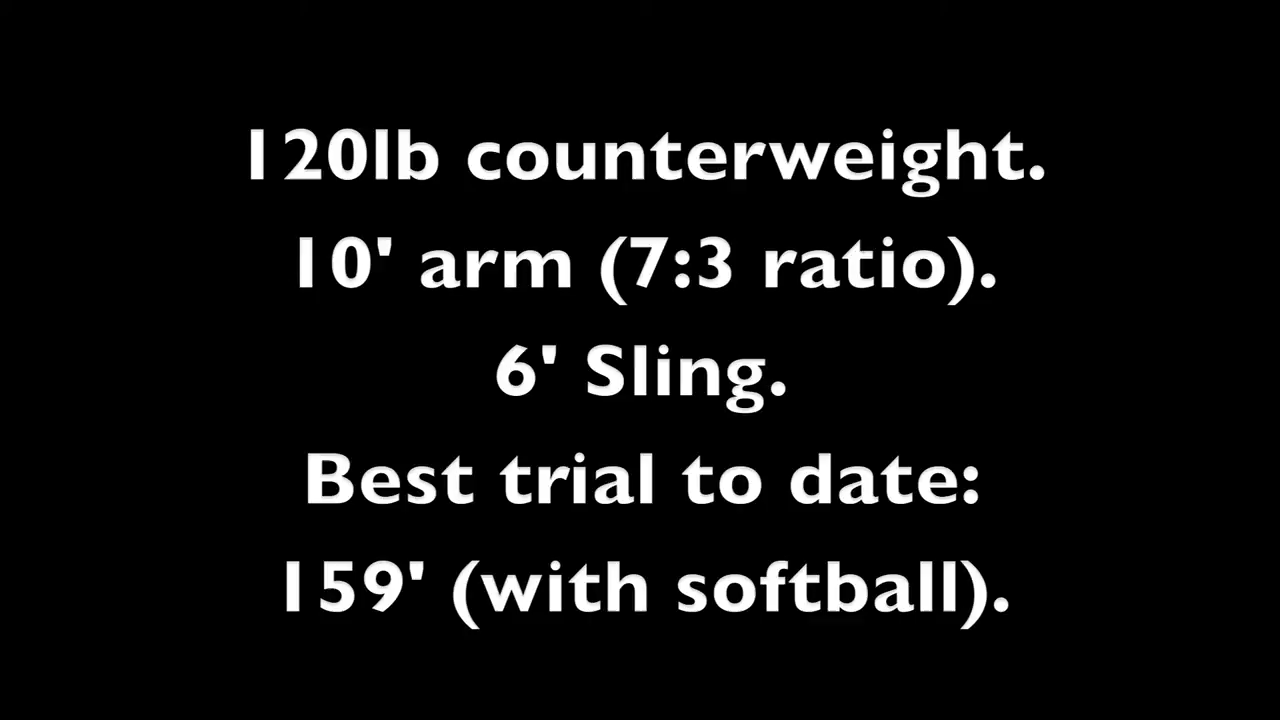 120lb counterweight.
10' arm (7:3 ratio).
6' Sling.
Best trial to date:
159' (with softball).